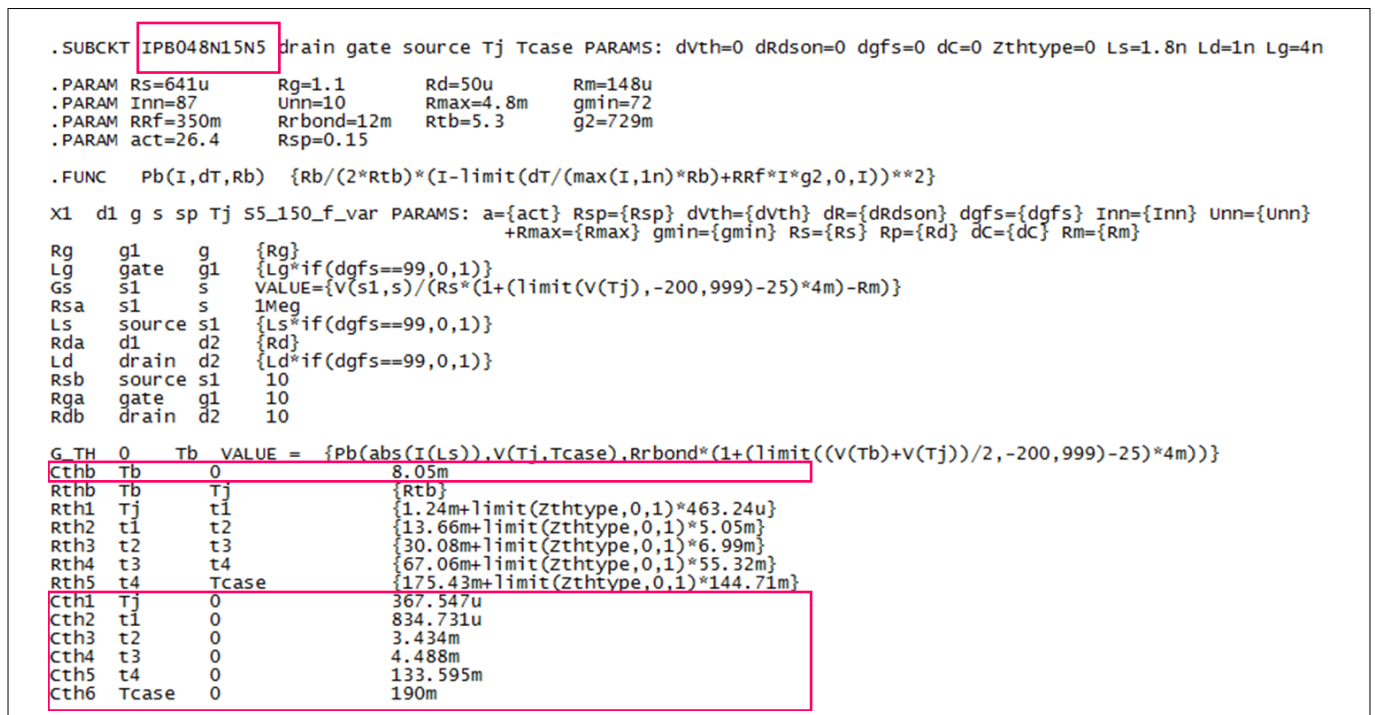 .SUBCKT IPB048N15N5 drain gate source Tj Tcase PARAMS: dVth=0 dRdson=0 dgfs=0 dC=0 Zthtype=0 Ls=1.8n Ld=1n Lg=4n
.PARAM Rs=641u Rg=1.1 Rd=50u Rm=148u
.PARAM Inn=87 Unn=10 Rmax=4.8m gmin=72
.PARAM RRf=350m Rrbond=12m Rtb=5.3 g2=729m
.PARAM act=26.4 Rsp=0.15
.FUNC Pb(I,dT,Rb) {Rb/(2*Rtb)*(I-limit(dT/(max(I,1n)*Rb)+RRf*I*g2,0,I))**2}
X1 d1 g s sp Tj S5_150_f_var PARAMS: a={act} Rsp={Rsp} dVth={dVth} dR={dRdson} dgfs={dgfs} Inn={Inn} Unn={Unn}
+Rmax={Rmax} gmin={gmin} Rs={Rs} Rp={Rd} dC={dC} Rm={Rm}
Rg g1 g {Rg}
Lg gate g1 {Lg*if(dgfs==99,0,1)}
Gs s1 s VALUE={V(s1,s)/(Rs*(1+(limit(V(Tj),-200,999)-25)*4m)-Rm)}
Rsa s1 s 1Meg
Ls source s1 {Ls*if(dgfs==99,0,1)}
Rda d1 d2 {Rd}
Ld drain d2 {Ld*if(dgfs==99,0,1)}
Rsb source s1 10
Rga gate g1 10
Rdb drain d2 10
G_TH 0 Tb VALUE = {Pb(abs(I(Ls)),V(Tj,Tcase),Rrbond*(1+(limit((V(Tb)+V(Tj))/2,-200,999)-25)*4m))}
Cthb Tb 0 8.05m
Rthb Tb Tj {Rtb}
Rth1 Tj t1 {1.24m+limit(Zthtype,0,1)*463.24u}
Rth2 t1 t2 {13.66m+limit(Zthtype,0,1)*5.05m}
Rth3 t2 t3 {30.08m+limit(Zthtype,0,1)*6.99m}
Rth4 t3 t4 {67.06m+limit(Zthtype,0,1)*55.32m}
Rth5 t4 Tcase {175.43m+limit(Zthtype,0,1)*144.71m}
Cth1 Tj 0 367.547u
Cth2 t1 0 834.731u
Cth3 t2 0 3.434m
Cth4 t3 0 4.488m
Cth5 t4 0 133.595m
Cth6 Tcase 0 190m